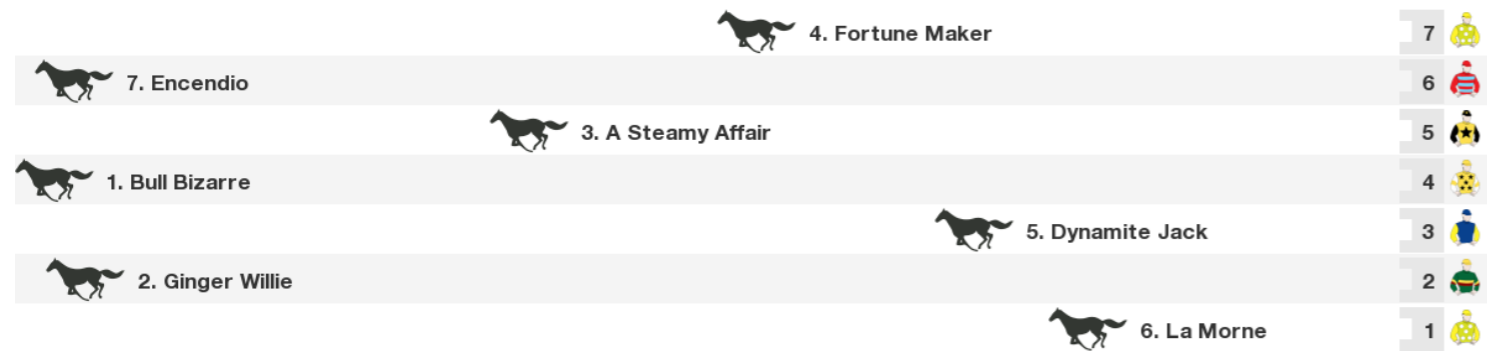 4. Fortune Maker 7
7. Encendio 6
3. A Steamy Affair 5
1. Bull Bizarre 4
5. Dynamite Jack 3
2. Ginger Willie 2
6. La Morne 1